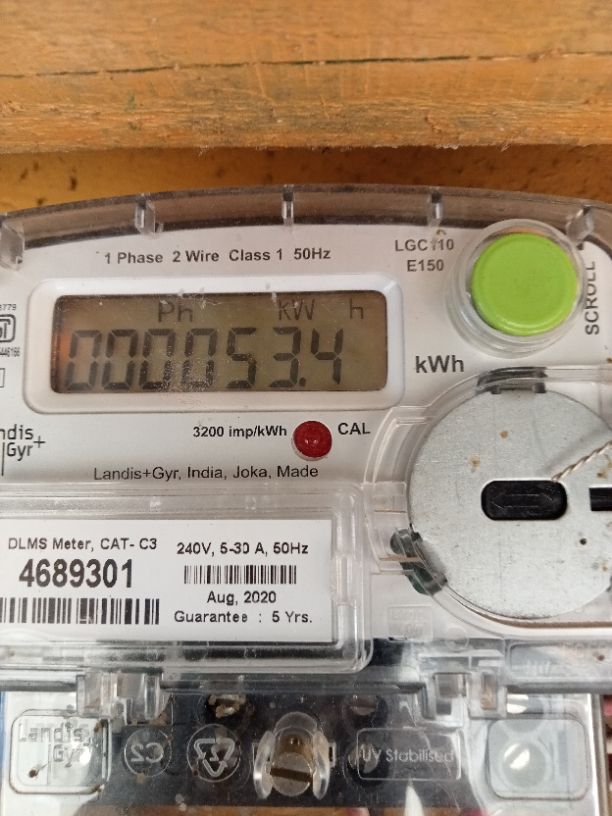 1 Phase 2 Wire Class 1 50Hz
LGC110
E150
SCROLL
Ph kW h
000053.4
kWh
3200 imp/kWh
CAL
Gyr+
Landis+Gyr, India, Joka, Made
DLMS Meter, CAT- C3
4689301
240V, 5-30 A, 50Hz
Aug, 2020
Guarantee : 5 Yrs.
Landis
Gyr
C2
UV Stabilised